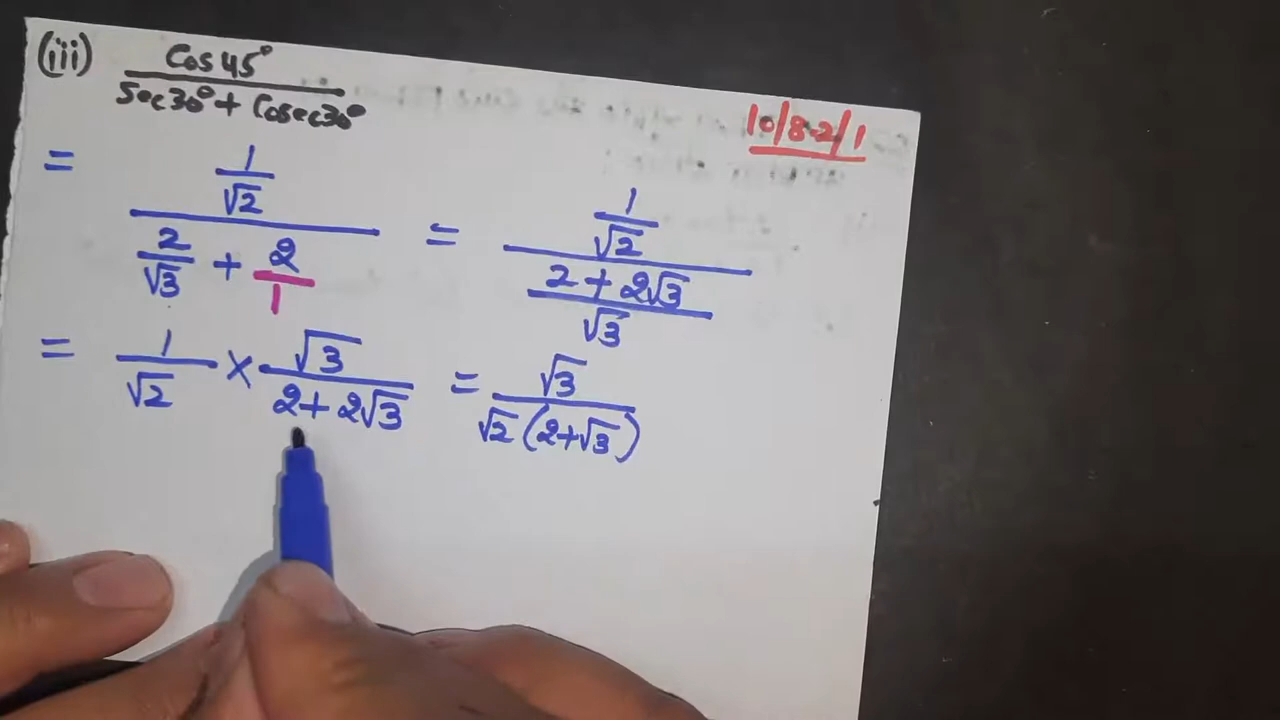 (iii) Cos 45° / Sec 30° + Cosec 30°
10/8.2/1
= 1/√2 / 2/√3 + 2/1 = 1/√2 / 2 + 2√3/√3
= 1/√2 × √3/2 + 2√3 = √3/√2 (2+√3)